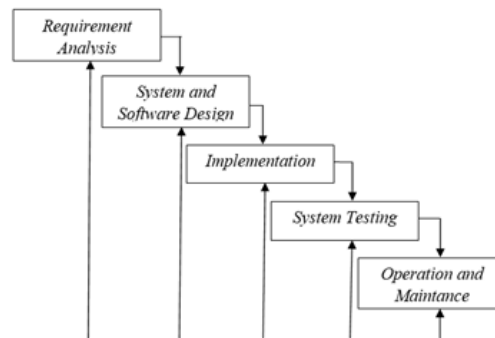 Requirement
Analysis
System and
Software Design
Implementation
System Testing
Operation and
Maintance